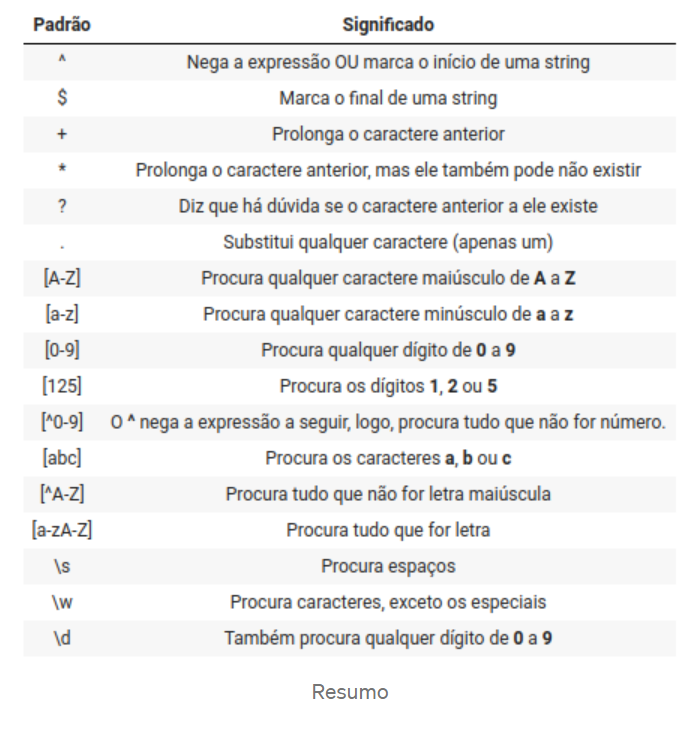 Padrão Significado
^ Nega a expressão OU marca o início de uma string
$ Marca o final de uma string
+ Prolonga o caractere anterior
* Prolonga o caractere anterior, mas ele também pode não existir
? Diz que há dúvida se o caractere anterior a ele existe
. Substitui qualquer caractere (apenas um)
[A-Z] Procura qualquer caractere maiúsculo de A a Z
[a-z] Procura qualquer caractere minúsculo de a a z
[0-9] Procura qualquer dígito de 0 a 9
[125] Procura os dígitos 1, 2 ou 5
[^0-9] O ^ nega a expressão a seguir, logo, procura tudo que não for número.
[abc] Procura os caracteres a, b ou c
[^A-Z] Procura tudo que não for letra maiúscula
[a-zA-Z] Procura tudo que for letra
\s Procura espaços
\w Procura caracteres, exceto os especiais
\d Também procura qualquer dígito de 0 a 9
Resumo